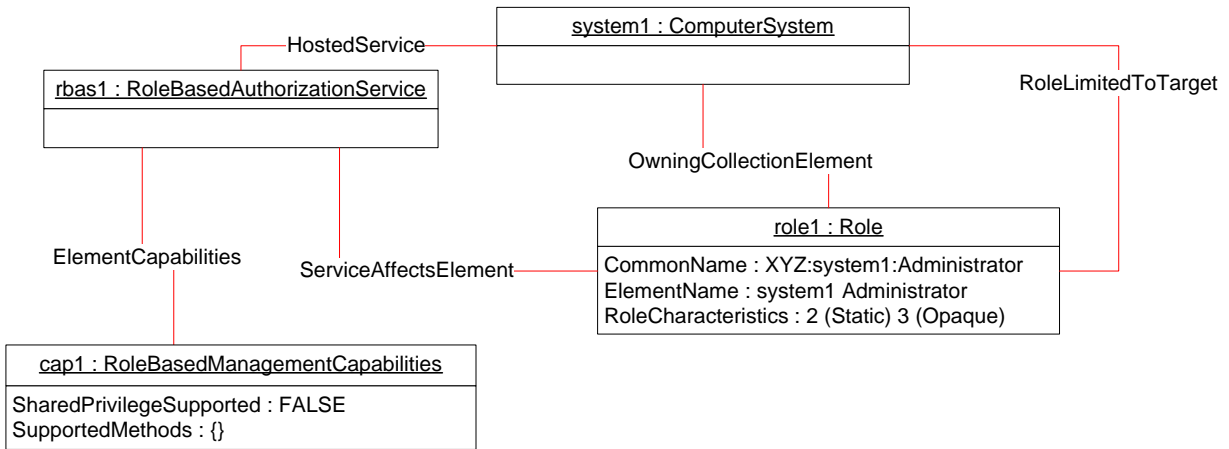 system1 : ComputerSystem
HostedService
rbas1 : RoleBasedAuthorizationService
RoleLimitedToTarget
OwningCollectionElement
role1 : Role
CommonName : XYZ:system1:Administrator
ElementName : system1 Administrator
RoleCharacteristics : 2 (Static) 3 (Opaque)
ElementCapabilities
ServiceAffectsElement
cap1 : RoleBasedManagementCapabilities
SharedPrivilegeSupported : FALSE
SupportedMethods : {}